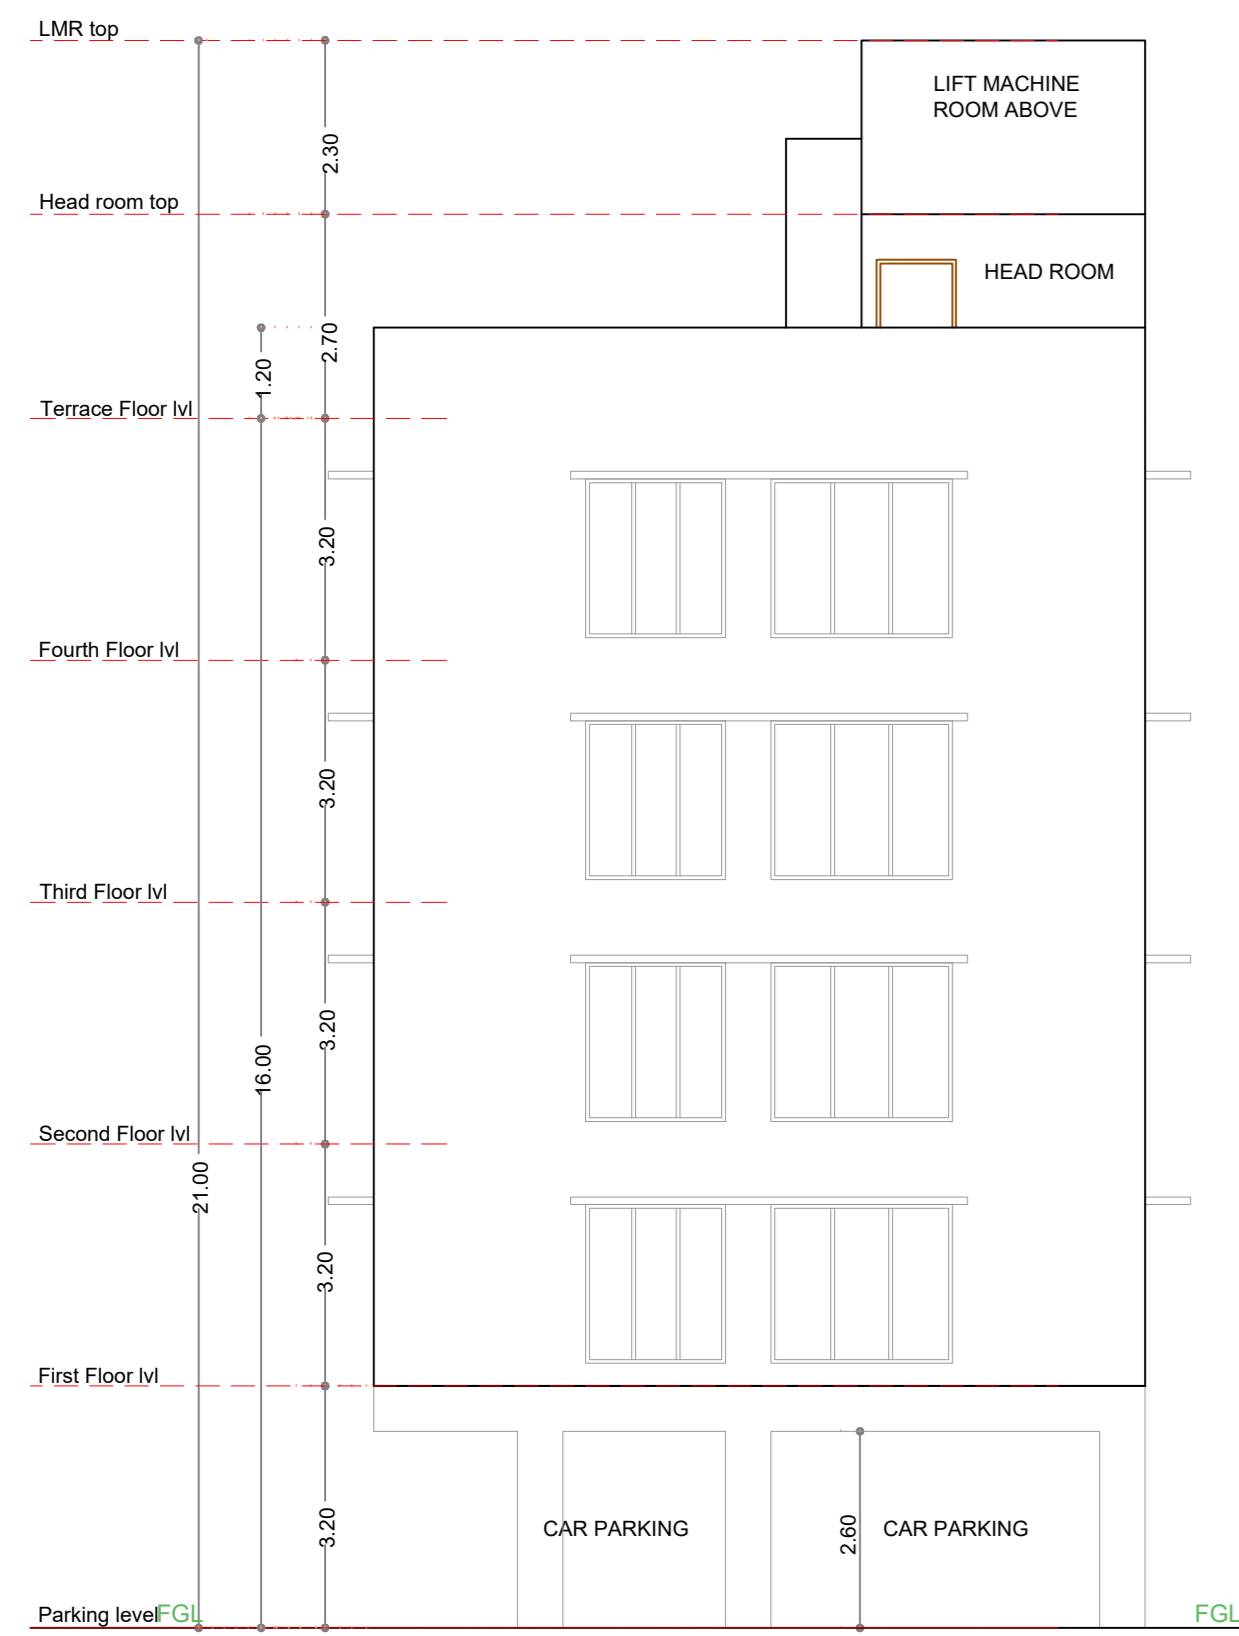 LMR top
LIFT MACHINE
ROOM ABOVE
2.30
Head room top
HEAD ROOM
2.70
1.20
Terrace Floor lvl
3.20
Fourth Floor lvl
3.20
Third Floor lvl
3.20
16.00
Second Floor lvl
21.00
3.20
First Floor lvl
3.20
CAR PARKING
2.60
CAR PARKING
Parking level
FGL
FGL